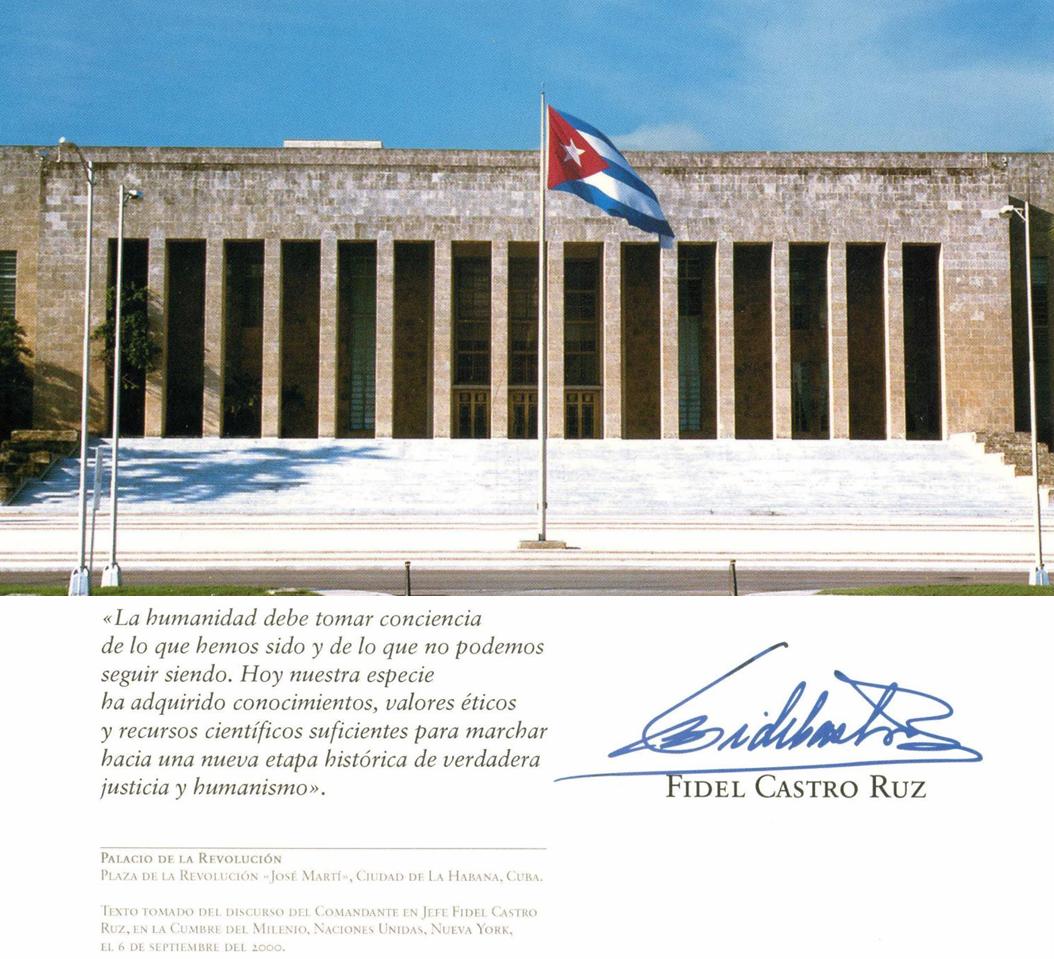 «La humanidad debe tomar conciencia
de lo que hemos sido y de lo que no podemos
seguir siendo. Hoy nuestra especie
ha adquirido conocimientos, valores éticos
y recursos científicos suficientes para marchar
hacia una nueva etapa histórica de verdadera
justicia y humanismo».
Fidel Castro
FIDEL CASTRO RUZ
PALACIO DE LA REVOLUCIÓN
PLAZA DE LA REVOLUCIÓN «JOSÉ MARTÍ», CIUDAD DE LA HABANA, CUBA.
TEXTO TOMADO DEL DISCURSO DEL COMANDANTE EN JEFE FIDEL CASTRO
RUZ, EN LA CUMBRE DEL MILENIO, NACIONES UNIDAS, NUEVA YORK,
EL 6 DE SEPTIEMBRE DEL 2000.